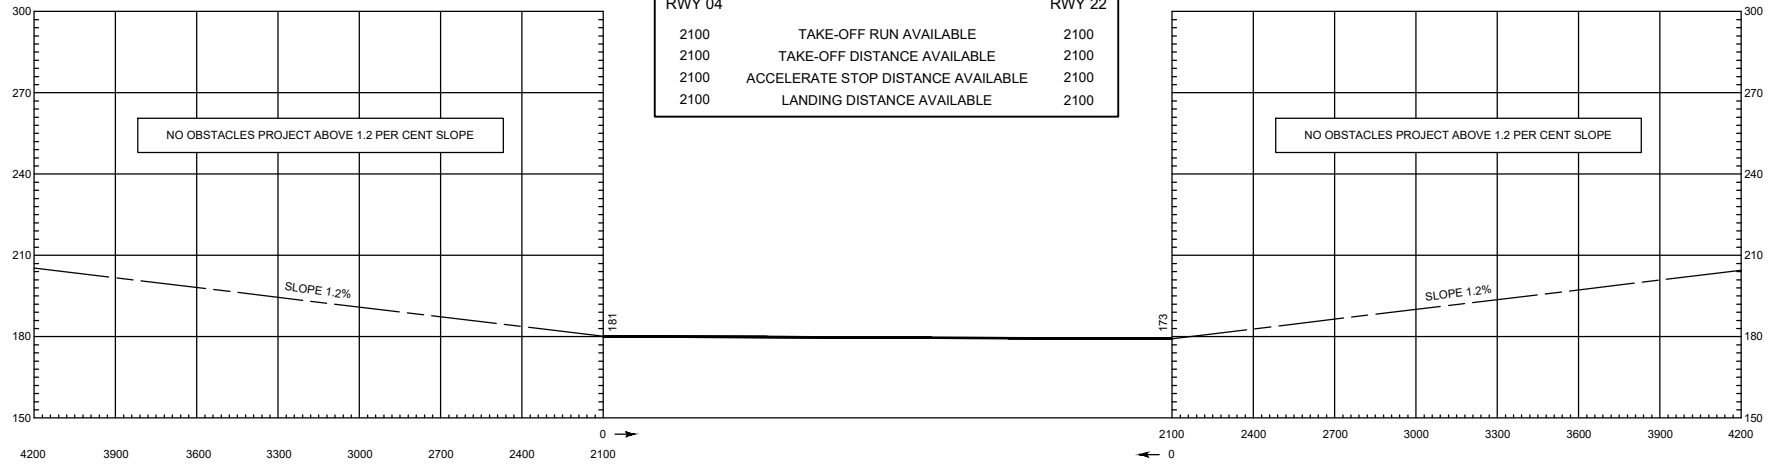 RWY 04 RWY 22
2100 TAKE-OFF RUN AVAILABLE 2100
2100 TAKE-OFF DISTANCE AVAILABLE 2100
2100 ACCELERATE STOP DISTANCE AVAILABLE 2100
2100 LANDING DISTANCE AVAILABLE 2100
300 300
270 270
NO OBSTACLES PROJECT ABOVE 1.2 PER CENT SLOPE NO OBSTACLES PROJECT ABOVE 1.2 PER CENT SLOPE
240 240
210 210
SLOPE 1.2% SLOPE 1.2%
181 173
180 180
150 150
0 2100 2400 2700 3000 3300 3600 3900 4200
4200 3900 3600 3300 3000 2700 2400 2100 0